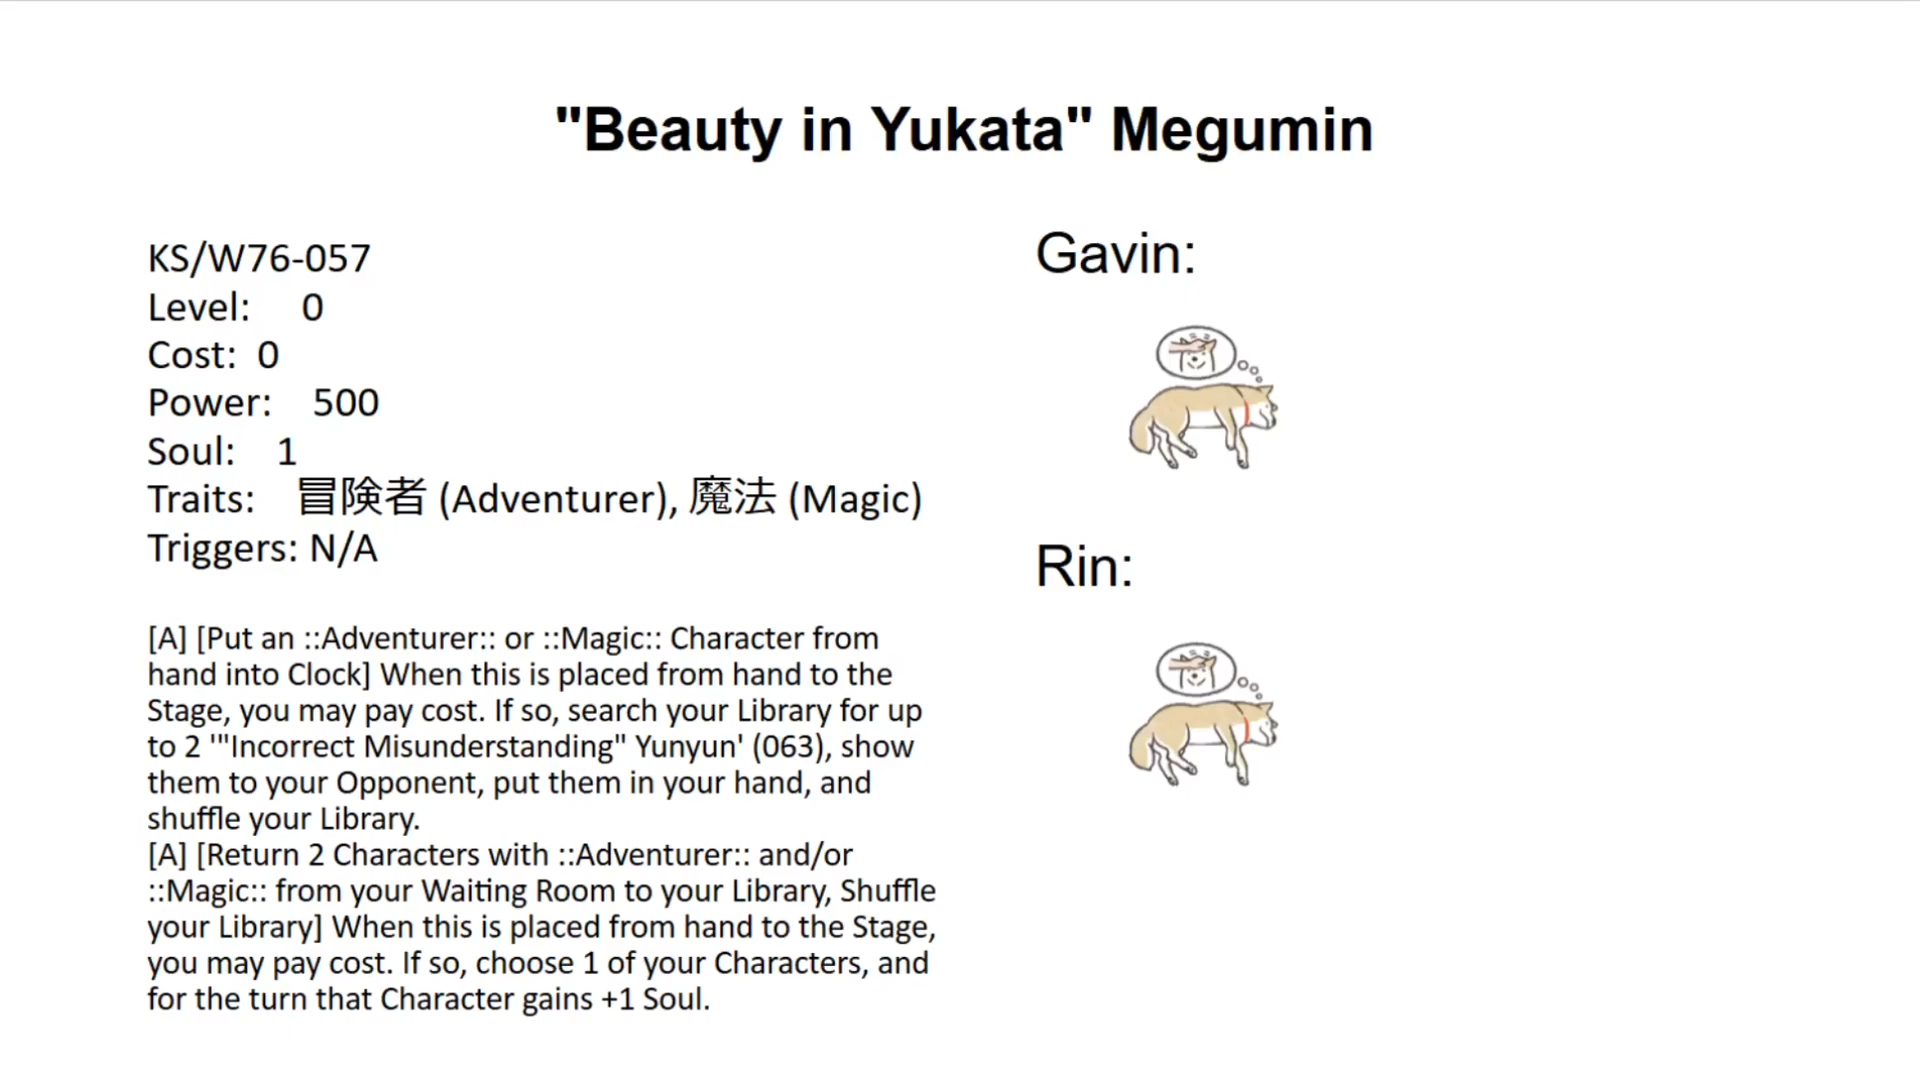 "Beauty in Yukata" Megumin
KS/W76-057
Level: 0
Cost: 0
Power: 500
Soul: 1
Traits: 冒険者 (Adventurer), 魔法 (Magic)
Triggers: N/A
[A] [Put an ::Adventurer:: or ::Magic:: Character from
hand into Clock] When this is placed from hand to the
Stage, you may pay cost. If so, search your Library for up
to 2 '"Incorrect Misunderstanding" Yunyun' (063), show
them to your Opponent, put them in your hand, and
shuffle your Library.
[A] [Return 2 Characters with ::Adventurer:: and/or
::Magic:: from your Waiting Room to your Library, Shuffle
your Library] When this is placed from hand to the Stage,
you may pay cost. If so, choose 1 of your Characters, and
for the turn that Character gains +1 Soul.
Gavin:
Rin: